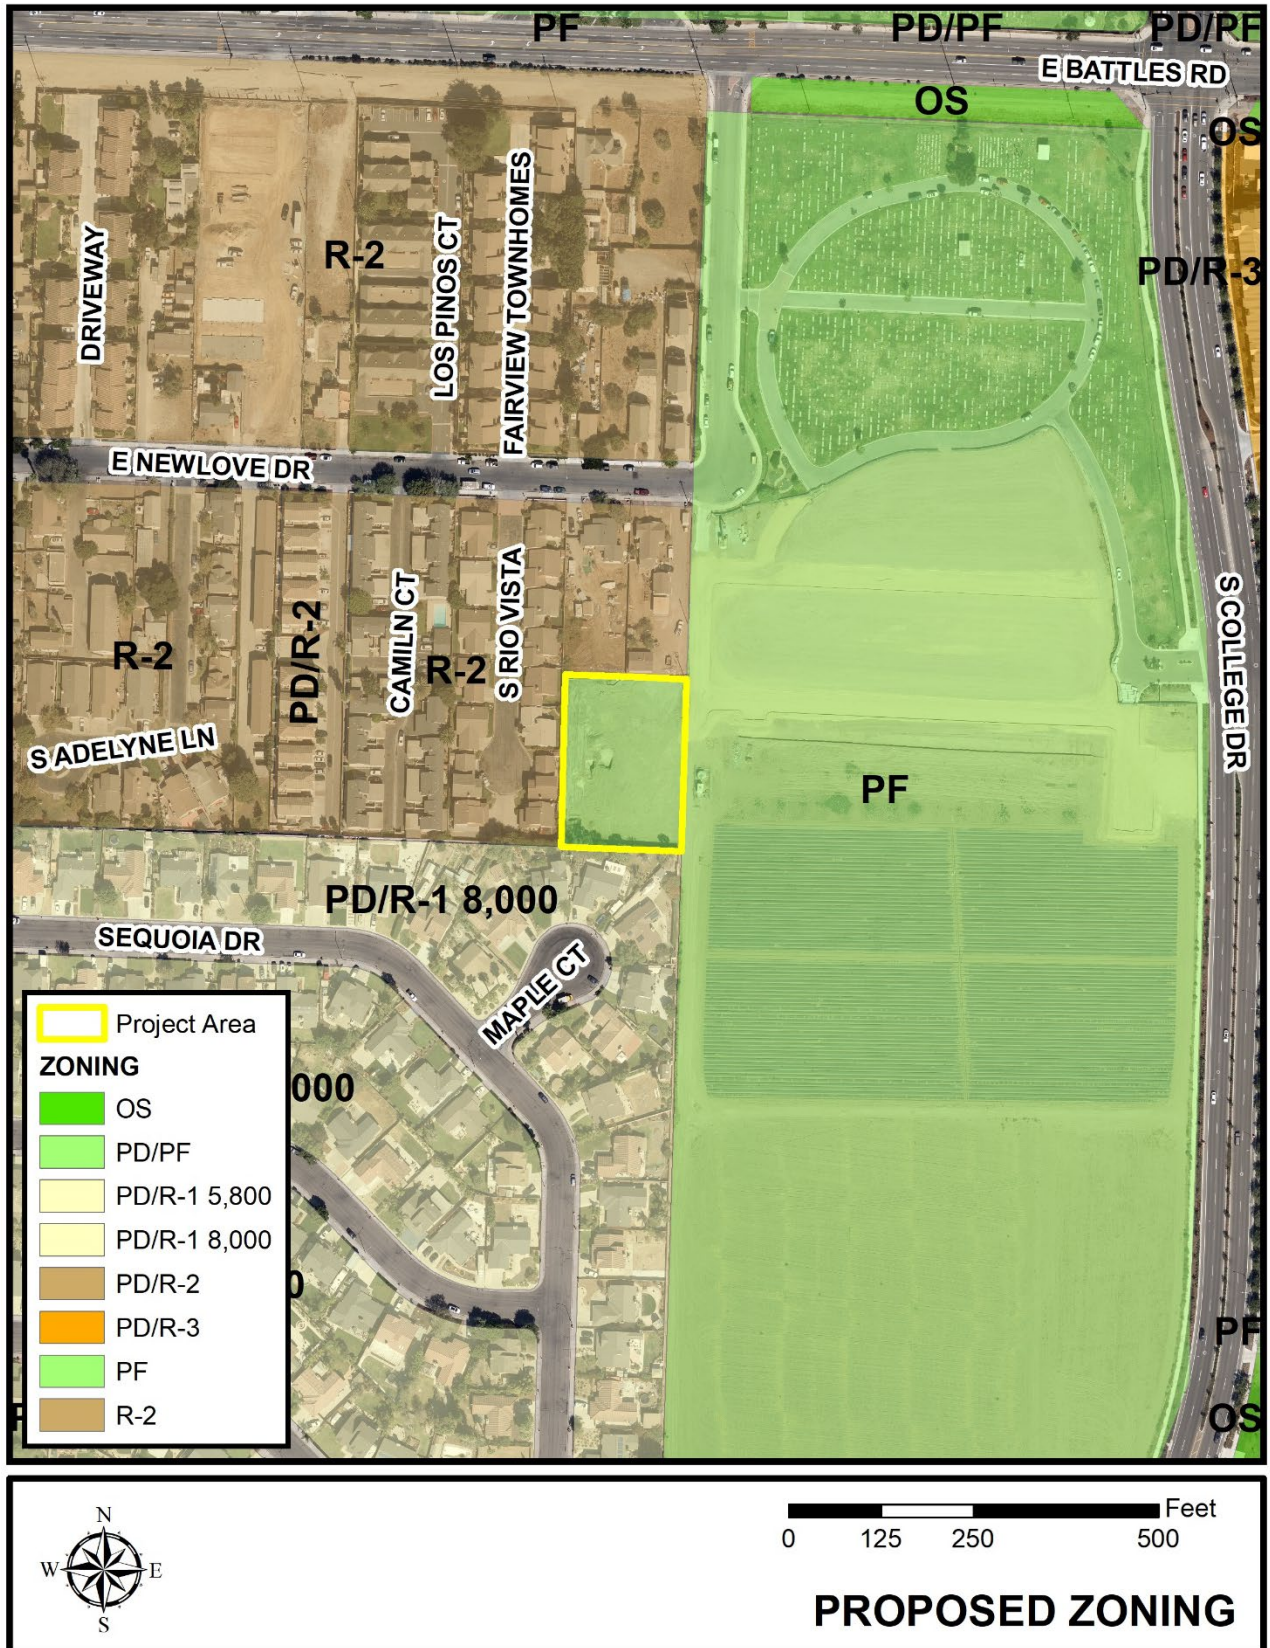 PF
PD/PF
PD/PF
E BATTLES RD
OS
OS
DRIVEWAY
R-2
LOS PINOS CT
FAIRVIEW TOWNHOMES
PD/R-3
E NEWLOVE DR
R-2
PD/R-2
CAMILN CT
R-2
S RIO VISTA
S COLLEGE DR
S ADELYNE LN
PF
PD/R-1 8,000
SEQUOIA DR
MAPLE CT
000
0
PF
OS
Project Area
ZONING
OS
PD/PF
PD/R-1 5,800
PD/R-1 8,000
PD/R-2
PD/R-3
PF
R-2
N
W E
S
Feet
0 125 250 500
PROPOSED ZONING